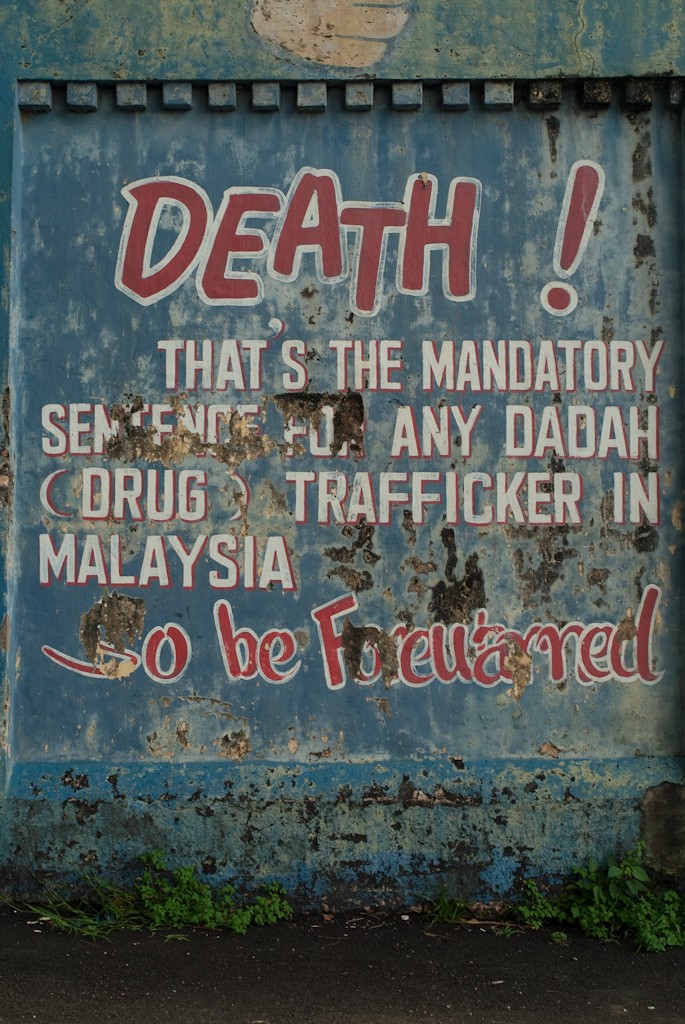 DEATH!
THAT'S THE MANDATORY
SENTENCE FOR ANY DADAH
(DRUG) TRAFFICKER IN
MALAYSIA
So be Forewarned